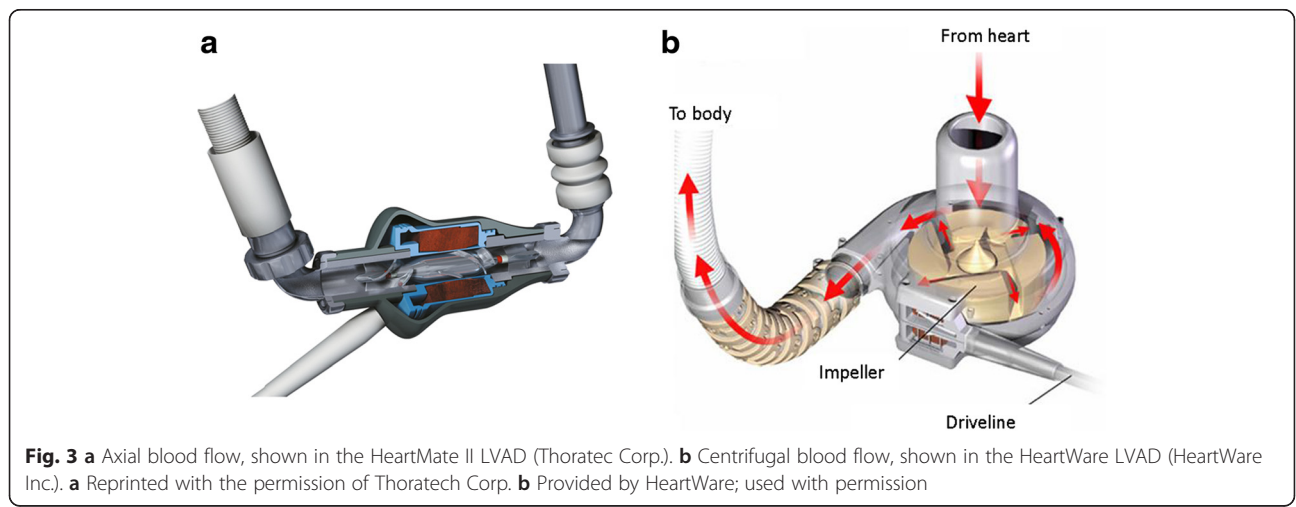 a
b
From heart
To body
Impeller
Driveline
Fig. 3 a Axial blood flow, shown in the HeartMate II LVAD (Thoratec Corp.). b Centrifugal blood flow, shown in the HeartWare LVAD (HeartWare
Inc.). a Reprinted with the permission of Thoratech Corp. b Provided by HeartWare; used with permission